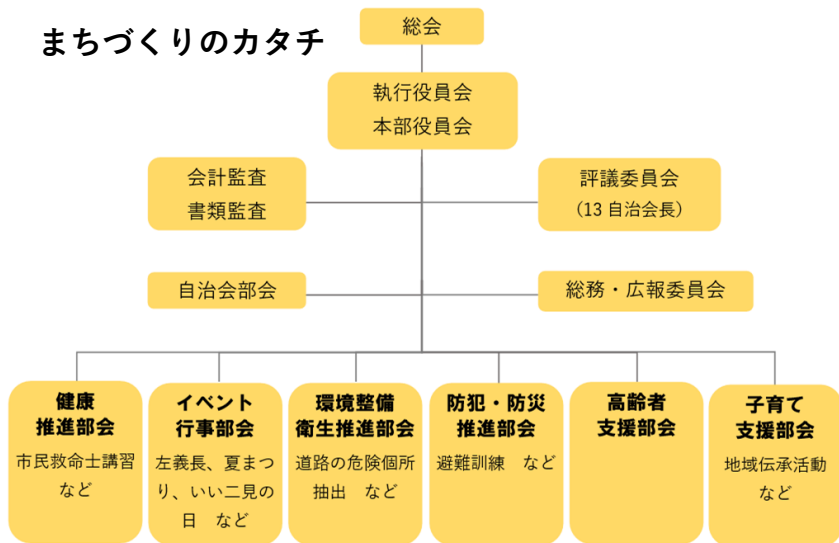 まちづくりのカタチ
総会
執行役員会
本部役員会
会計監査
書類監査
評議委員会
(13自治会長)
自治会部会
総務・広報委員会
健康
推進部会
市民救命士講習
など
イベント
行事部会
左義長、夏まつ
り、いい二見の
日　など
環境整備
衛生推進部会
道路の危険個所
抽出　など
防犯・防災
推進部会
避難訓練　など
高齢者
支援部会
子育て
支援部会
地域伝承活動
など